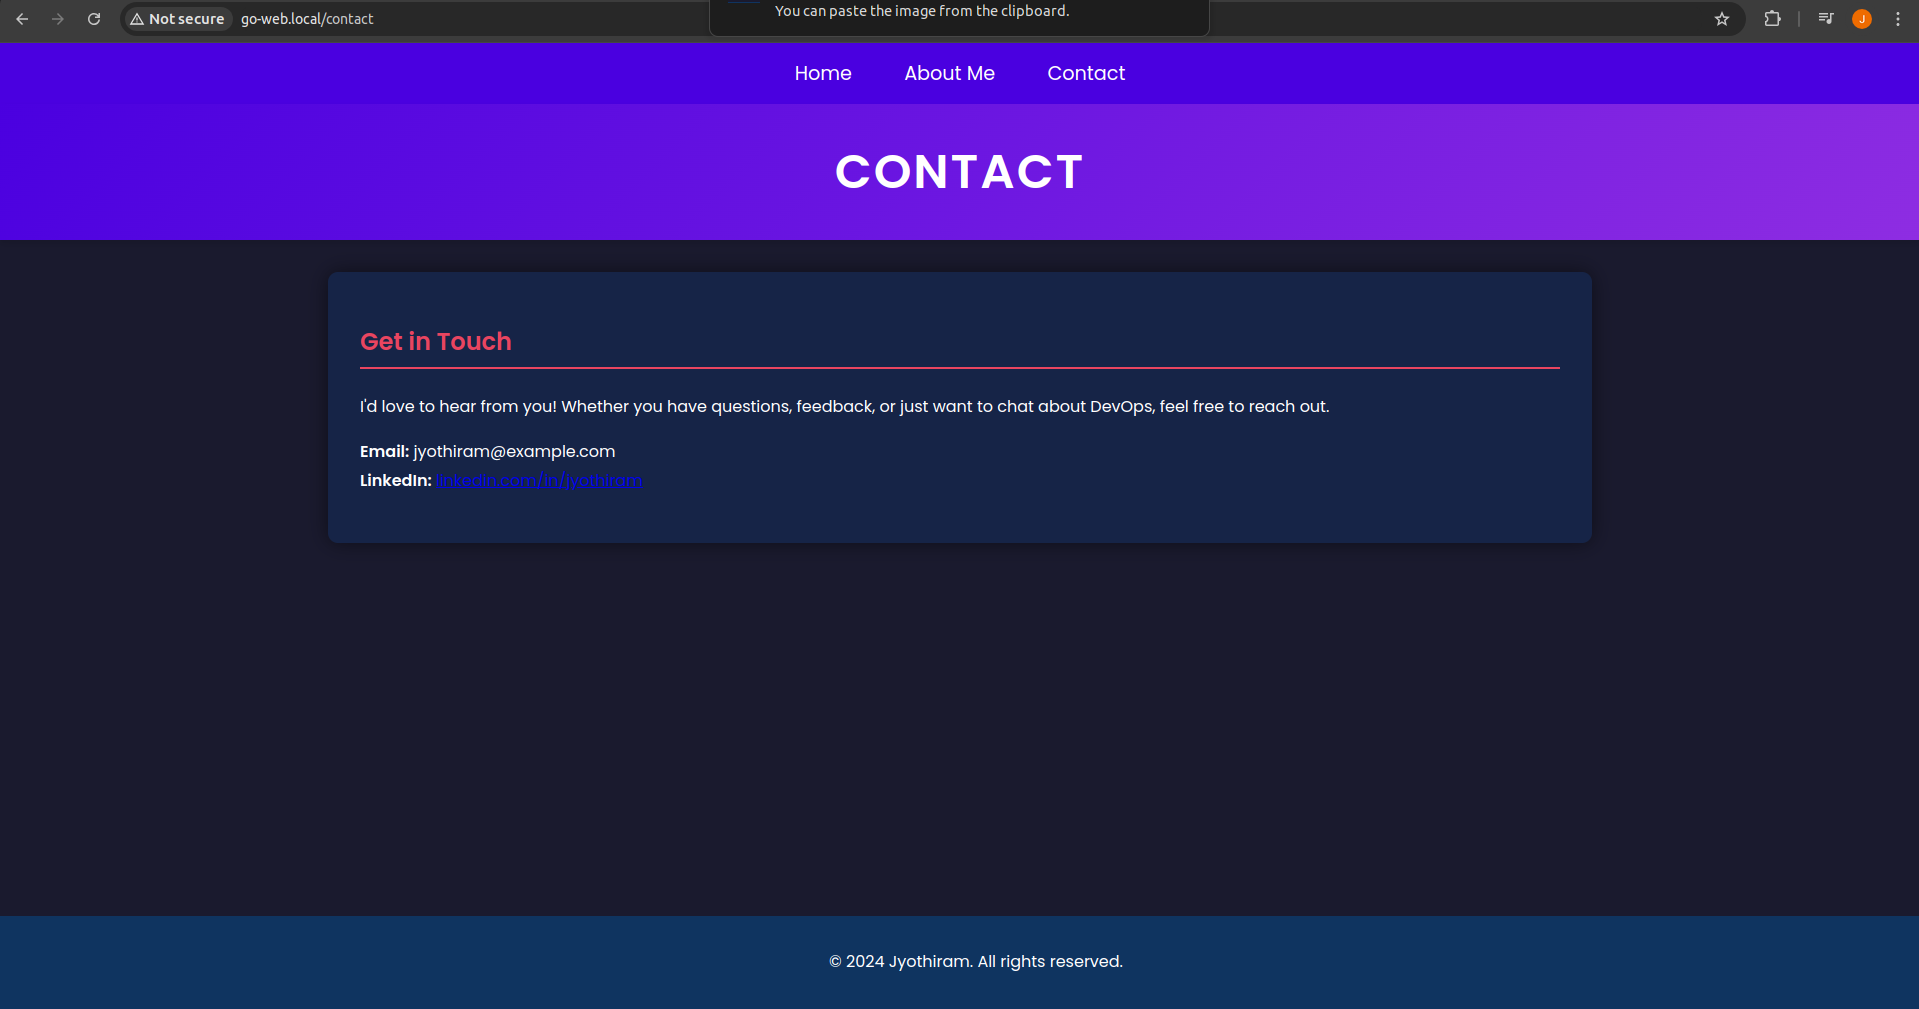 You can paste the image from the clipboard.
Not secure go-web.local/contact
J
Home About Me Contact
CONTACT
Get in Touch
I'd love to hear from you! Whether you have questions, feedback, or just want to chat about DevOps, feel free to reach out.
Email: jyothiram@example.com
LinkedIn: linkedin.com/in/jyothiram
© 2024 Jyothiram. All rights reserved.